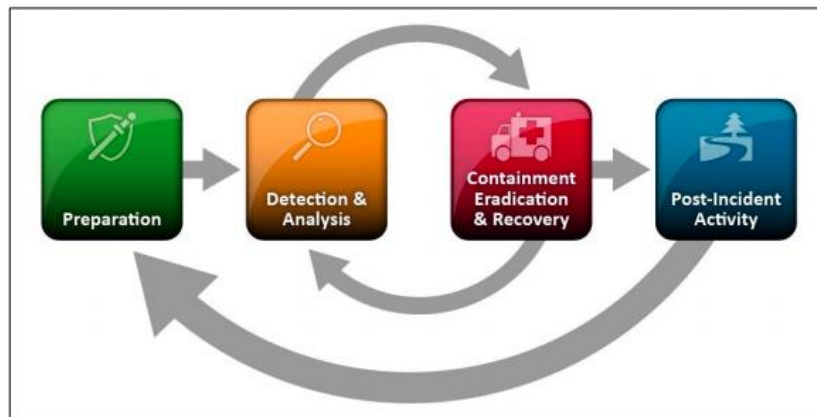 Preparation
Detection &
Analysis
Containment
Eradication
& Recovery
Post-Incident
Activity